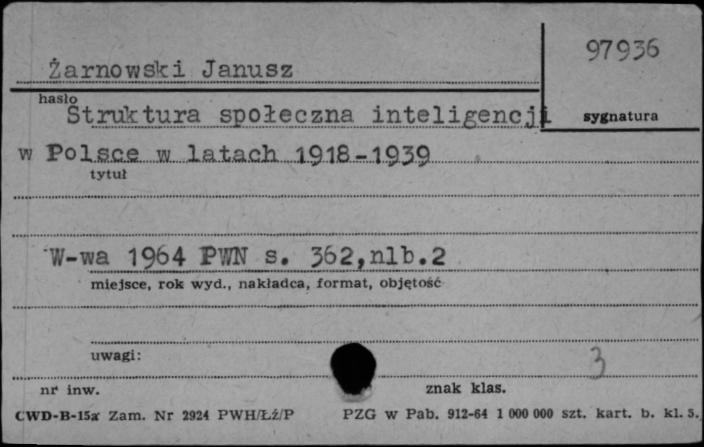 97936
Żarnowski Janusz
hasło
Struktura społeczna inteligencji
sygnatura
w Polsce w latach 1918-1939
tytuł
W-wa 1964 PWN s. 362,nlb.2
miejsce, rok wyd., nakładca, format, objętość
uwagi:
3
nr inw.
znak klas.
CWD-B-15a Zam. Nr 2924 PWH/Łź/P PZG w Pab. 912-64 1 000 000 szt. kart. b. kl. 5.